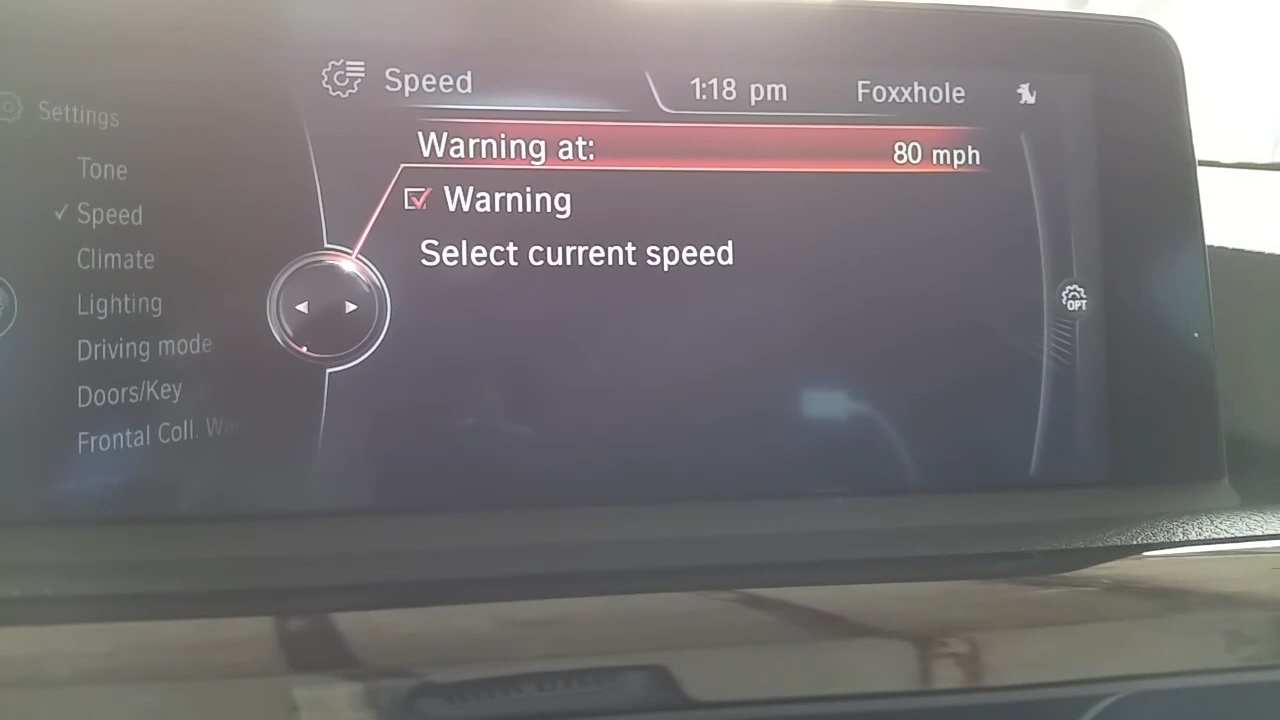 Speed
1:18 pm
Foxxhole
Settings
Tone
✓ Speed
Climate
Lighting
Driving mode
Doors/Key
Frontal Coll.
Warning at:
80 mph
Warning
Select current speed
OPT